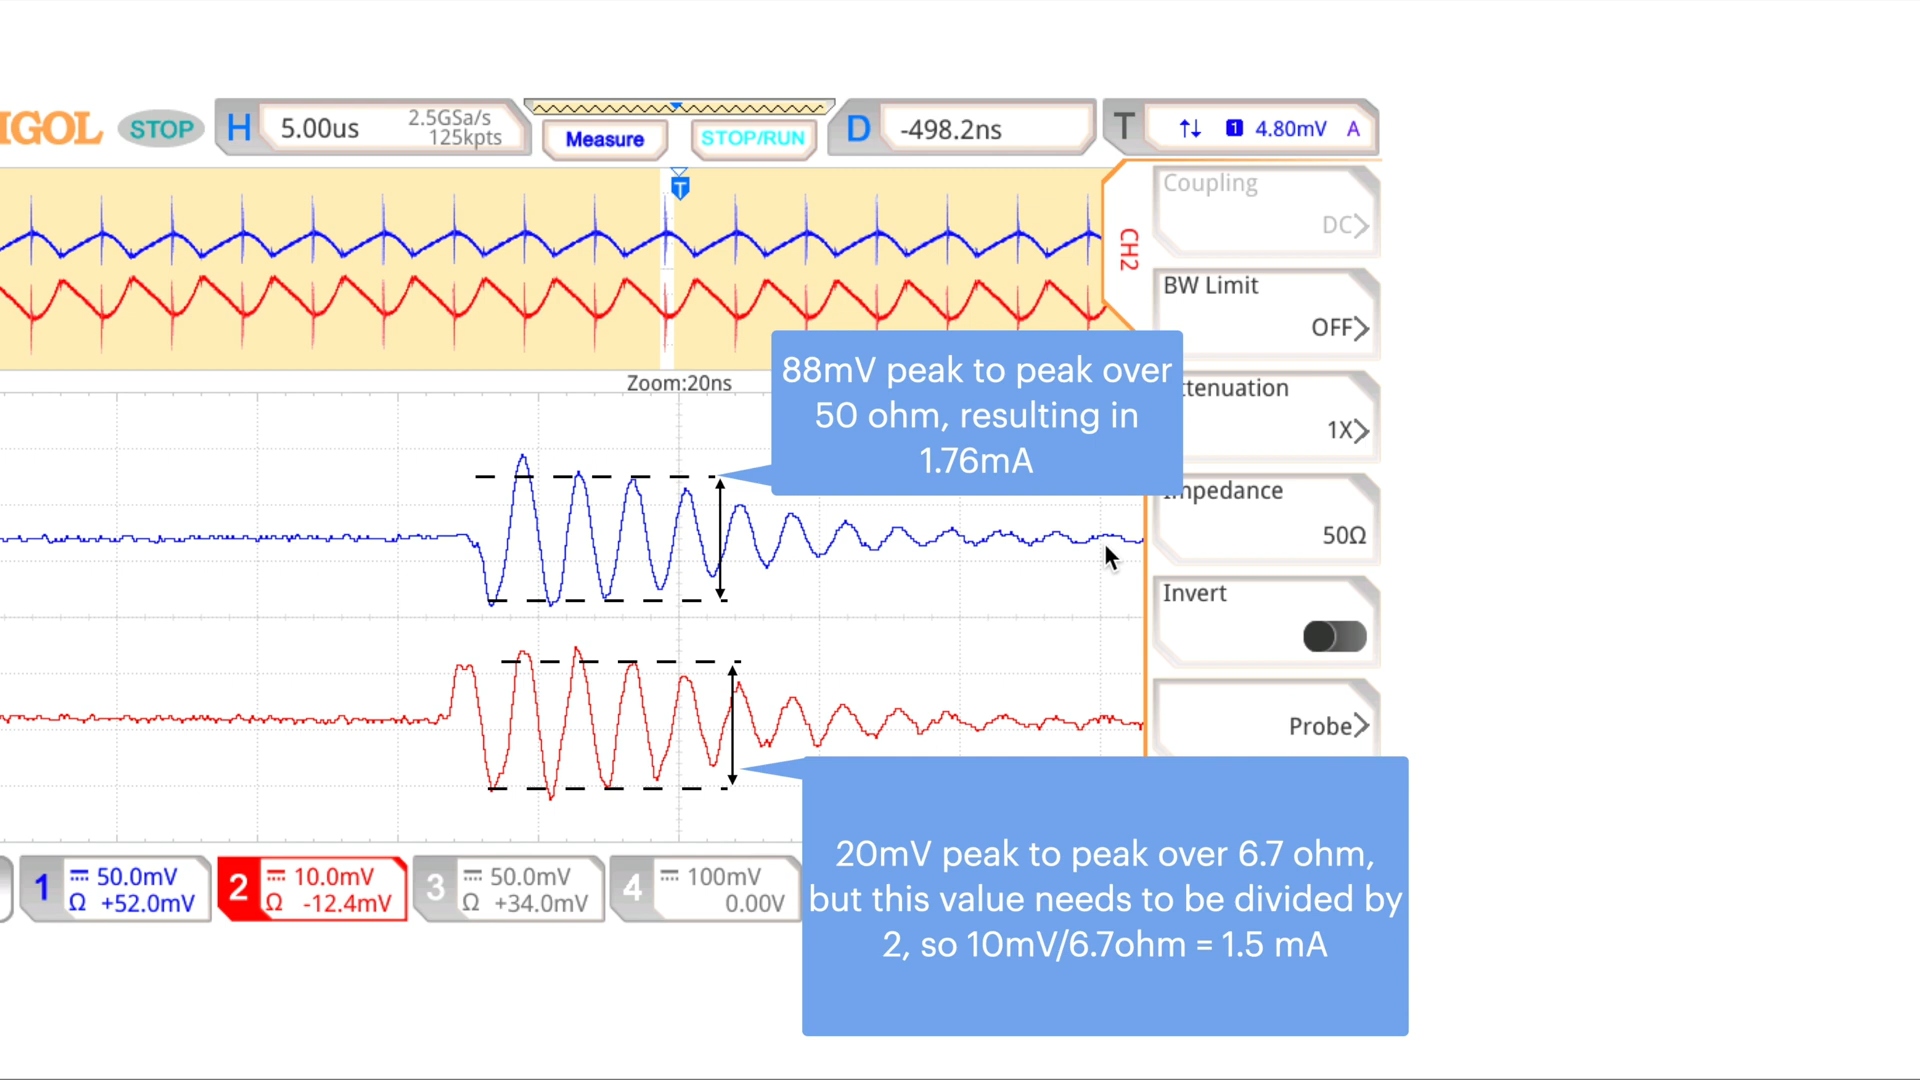 IGOL
STOP
H
5.00us
2.5GSa/s
125kpts
Measure
STOP/RUN
D
-498.2ns
T
1
4.80mV
A
T
Coupling
DC
CH2
BW Limit
OFF
Zoom:20ns
88mV peak to peak over
50 ohm, resulting in
1.76mA
ttenuation
1X
Impedance
50Ω
Invert
Probe
20mV peak to peak over 6.7 ohm,
but this value needs to be divided by
2, so 10mV/6.7ohm = 1.5 mA
1
50.0mV
Ω +52.0mV
2
10.0mV
Ω -12.4mV
3
50.0mV
Ω +34.0mV
4
100mV
0.00V